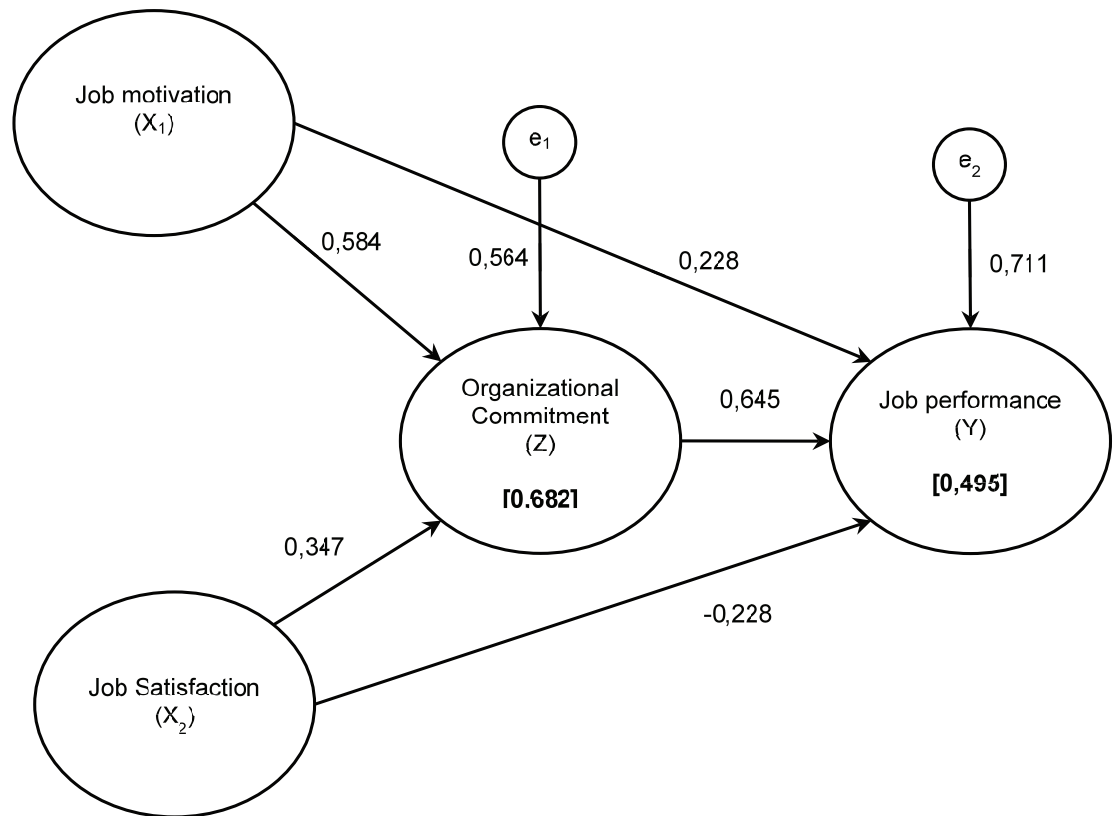 Job motivation
(X₁)
e₁
e₂
0,584
0,564
0,228
0,711
Organizational
Commitment
(Z)
[0.682]
0,645
Job performance
(Y)
[0,495]
0,347
-0,228
Job Satisfaction
(X₂)